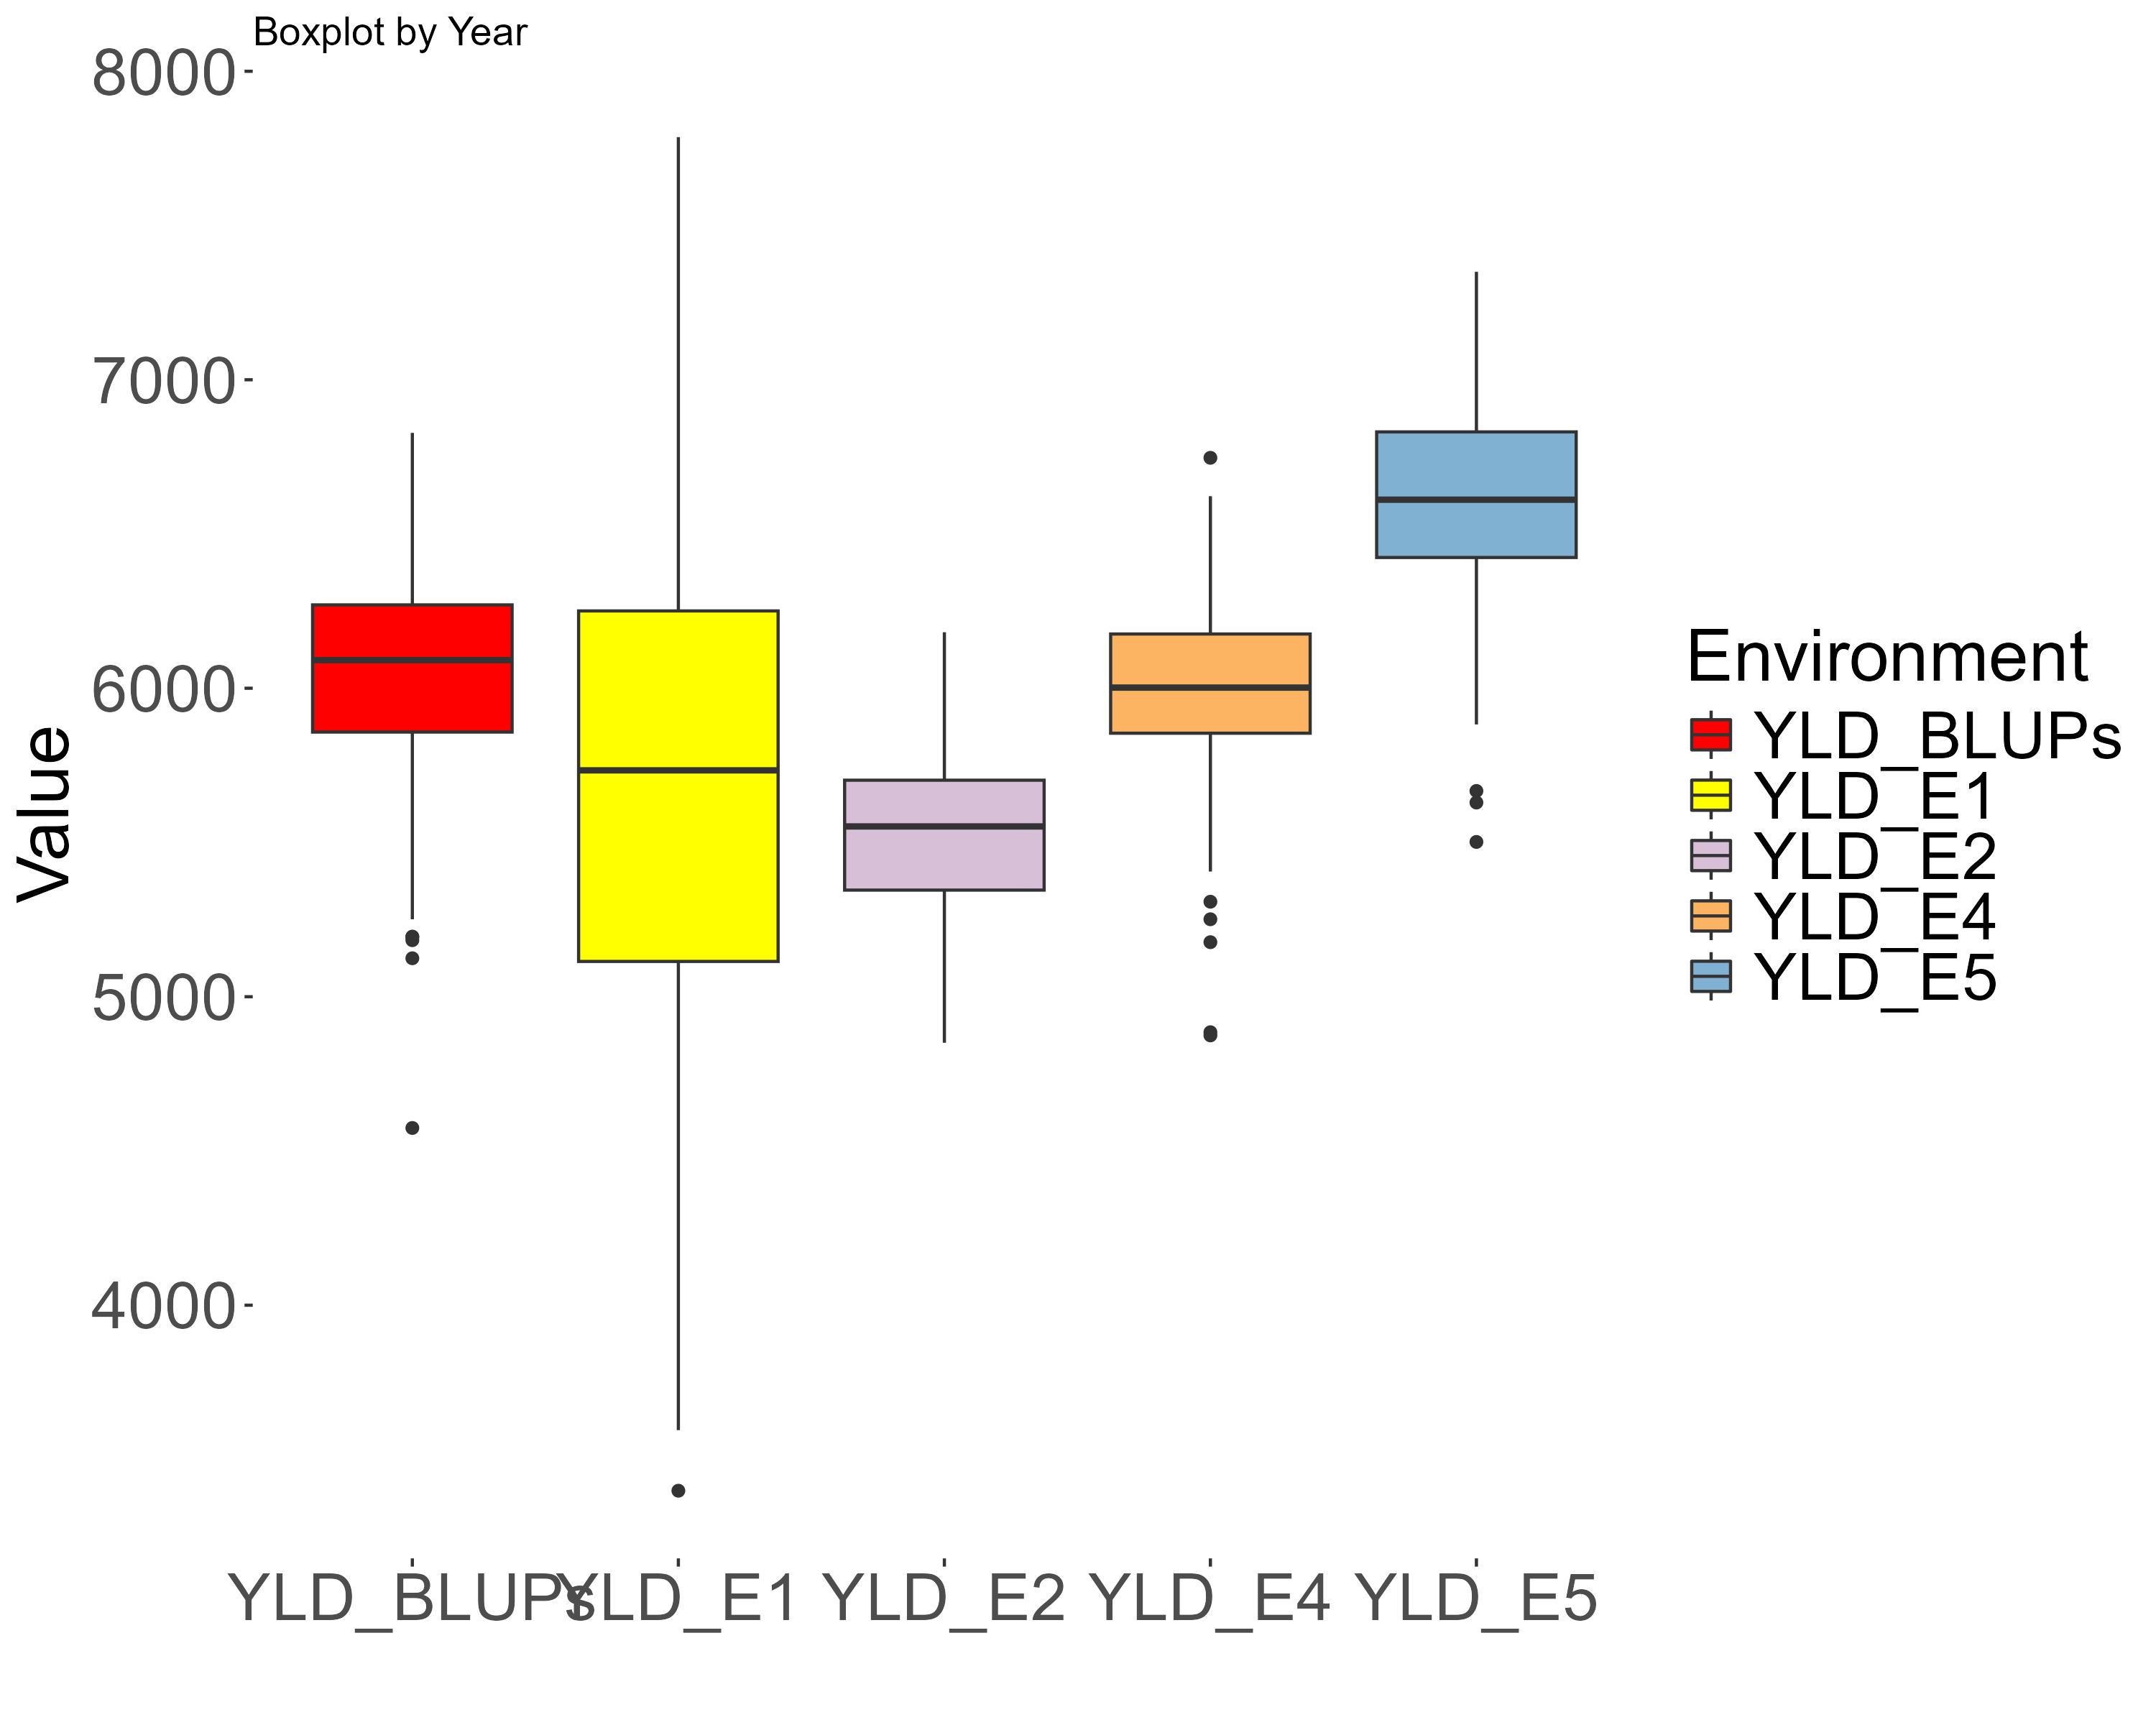 Boxplot by Year
8000
7000
6000
5000
4000
Value
YLD_BLUPs
YLD_E1
YLD_E2
YLD_E4
YLD_E5
Environment
YLD_BLUPs
YLD_E1
YLD_E2
YLD_E4
YLD_E5